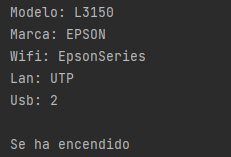 Modelo: L3150
Marca: EPSON
Wifi: EpsonSeries
Lan: UTP
Usb: 2
Se ha encendido